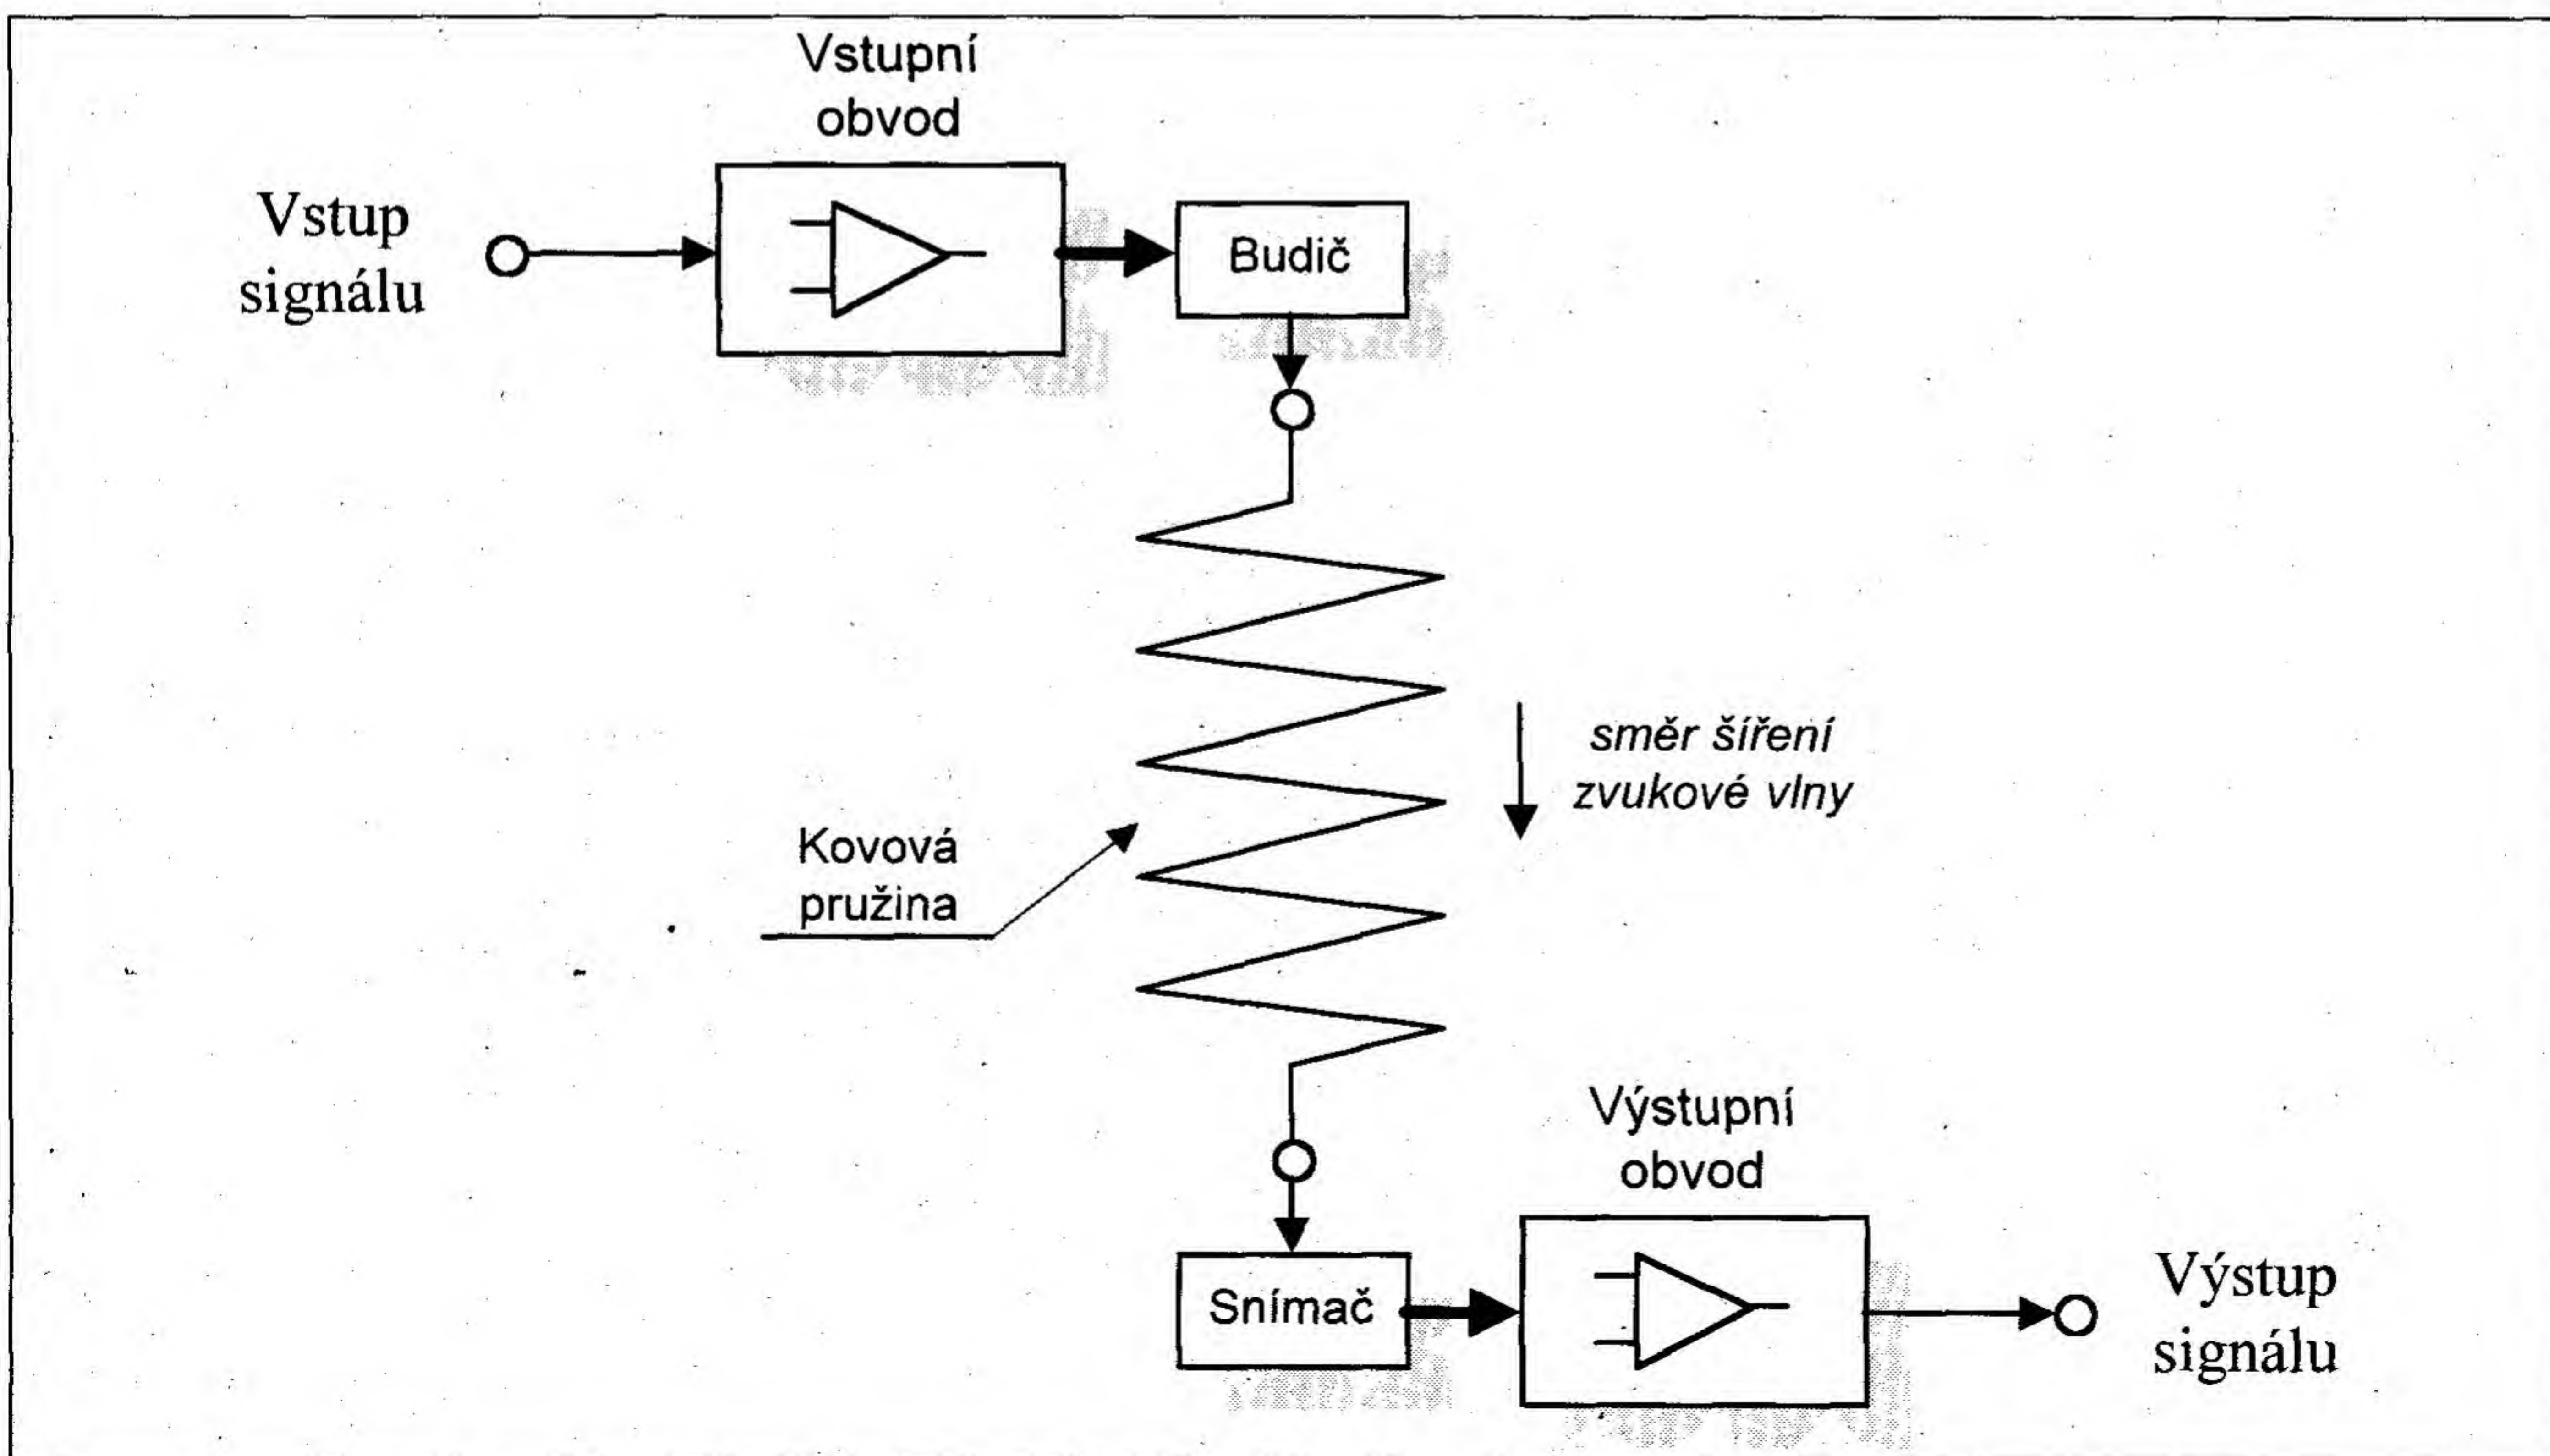 Vstupní
obvod
Vstup
signálu
Budič
směr šíření
zvukové vlny
Kovová
pružina
Výstupní
obvod
Snímač
Výstup
signálu